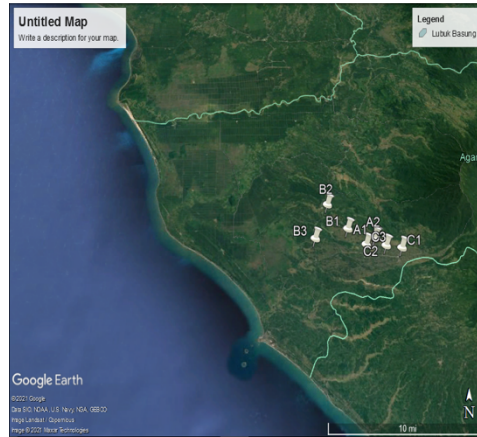 Untitled Map
Write a description for your map.
Legend
Lubuk Basung
Agar
B2
B1
A2
B3
A1
C3
C1
C2
Google Earth
©2021 Google
Data SIO, NOAA, U.S. Navy, NGA, GEBCO
Image Landsat / Copernicus
Image © 2021 Maxar Technologies
10 mi
N